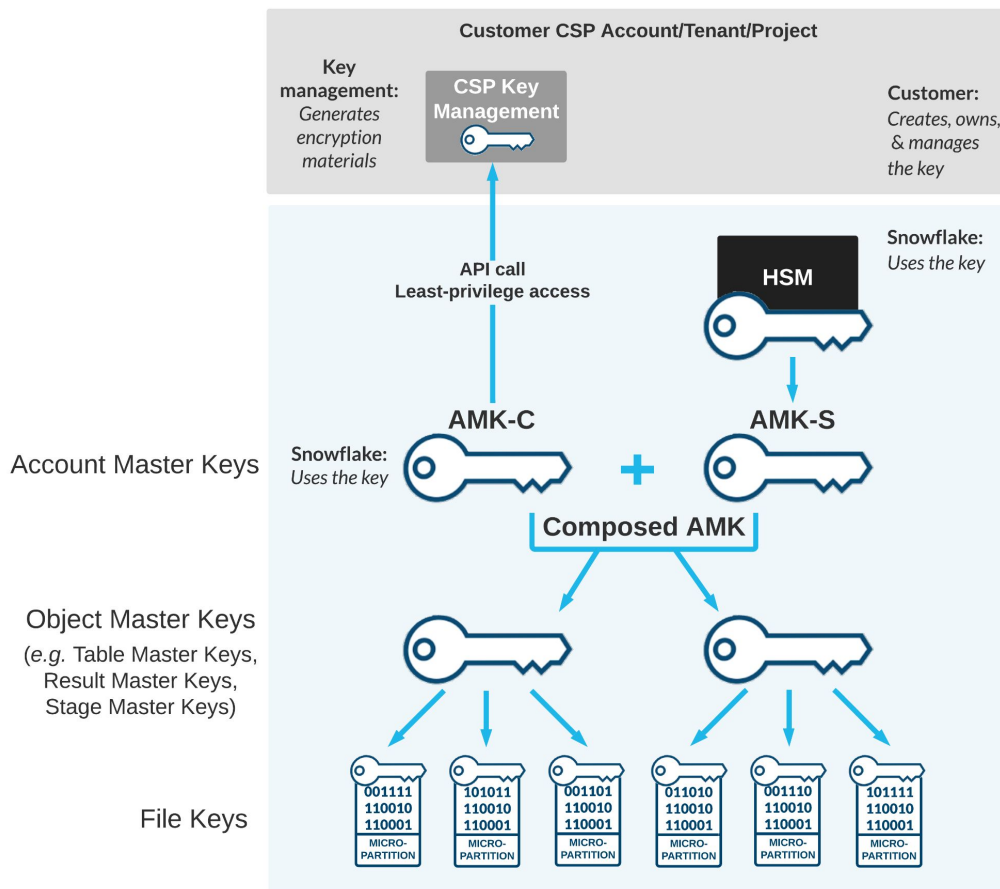 Customer CSP Account/Tenant/Project
Key
management:
Generates
encryption
materials
CSP Key
Management
Customer:
Creates, owns,
& manages
the key
Snowflake:
Uses the key
HSM
API call
Least-privilege access
AMK-C
AMK-S
Account Master Keys
Snowflake:
Uses the key
+
Composed AMK
Object Master Keys
(e.g. Table Master Keys,
Result Master Keys,
Stage Master Keys)
File Keys
001111
110010
110001
MICRO-
PARTITION
101011
110010
110001
MICRO-
PARTITION
001101
110010
110001
MICRO-
PARTITION
011010
110010
110001
MICRO-
PARTITION
001110
110010
110001
MICRO-
PARTITION
101111
110010
110001
MICRO-
PARTITION